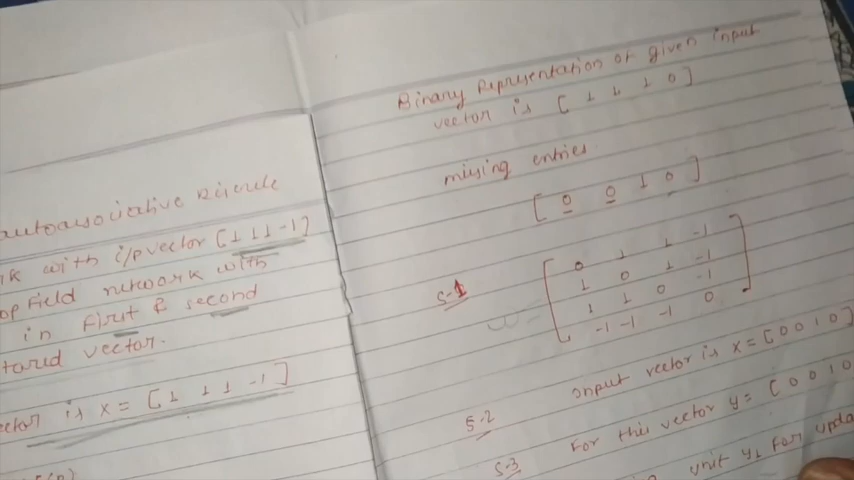 autoassociative Discrete
with i/p vector [1 1 1 -1]
opfield network with
in First & second
tored vector.
ector is x = [1 1 1 -1]
Binary Representation of given input
vector is [ 1 1 1 0 ]
missing entries
[ 0 0 1 0 ]
S-1
0 1 1 -1
1 0 1 -1
1 1 0 -1
-1 -1 -1 0
S-2 Input vector is x = [0 0 1 0]
S-3 For this vector y = [0 0 1 0
unit y1 for upda